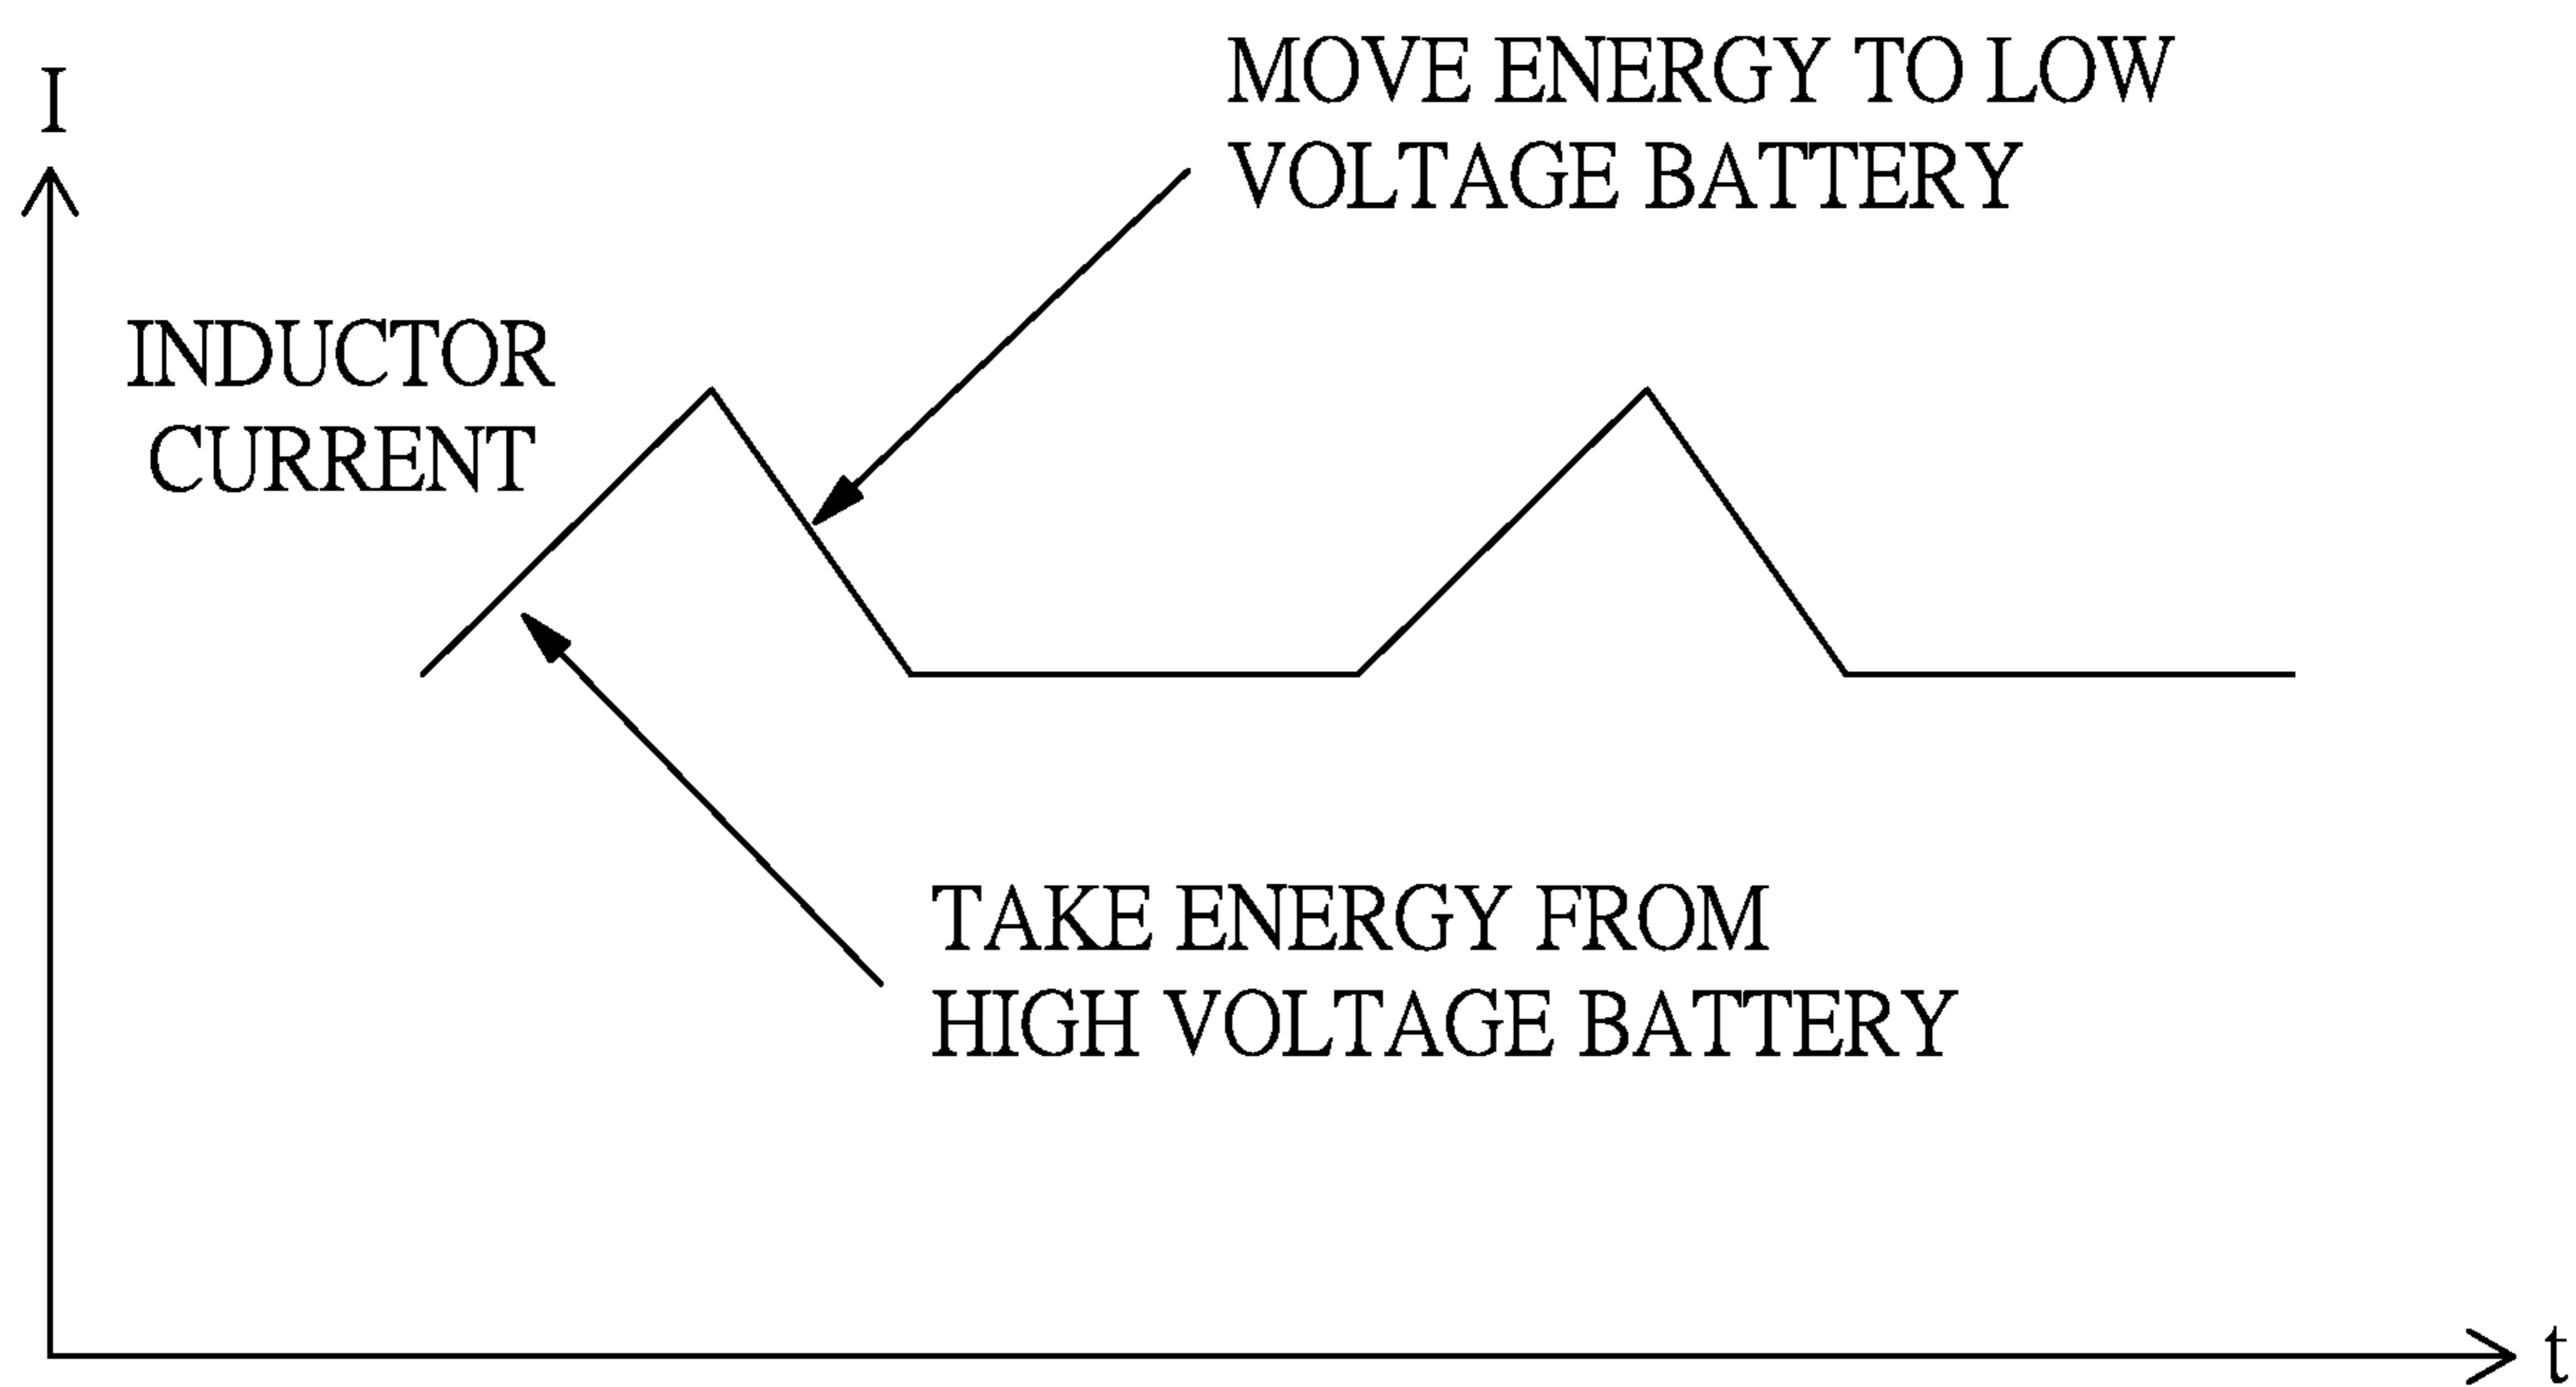 I
MOVE ENERGY TO LOW
VOLTAGE BATTERY
INDUCTOR
CURRENT
TAKE ENERGY FROM
HIGH VOLTAGE BATTERY
t